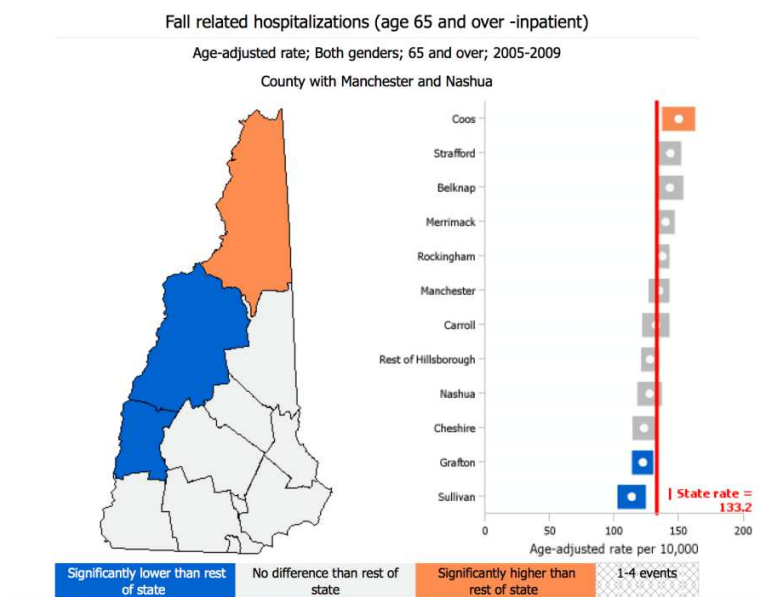 Fall related hospitalizations (age 65 and over -inpatient)
Age-adjusted rate; Both genders; 65 and over; 2005-2009
County with Manchester and Nashua
Coos
Strafford
Belknap
Merrimack
Rockingham
Manchester
Carroll
Rest of Hillsborough
Nashua
Cheshire
Grafton
Sullivan
| State rate =
133.2
0 50 100 150 200
Age-adjusted rate per 10,000
Significantly lower than rest
of state
No difference than rest of
state
Significantly higher than
rest of state
1-4 events